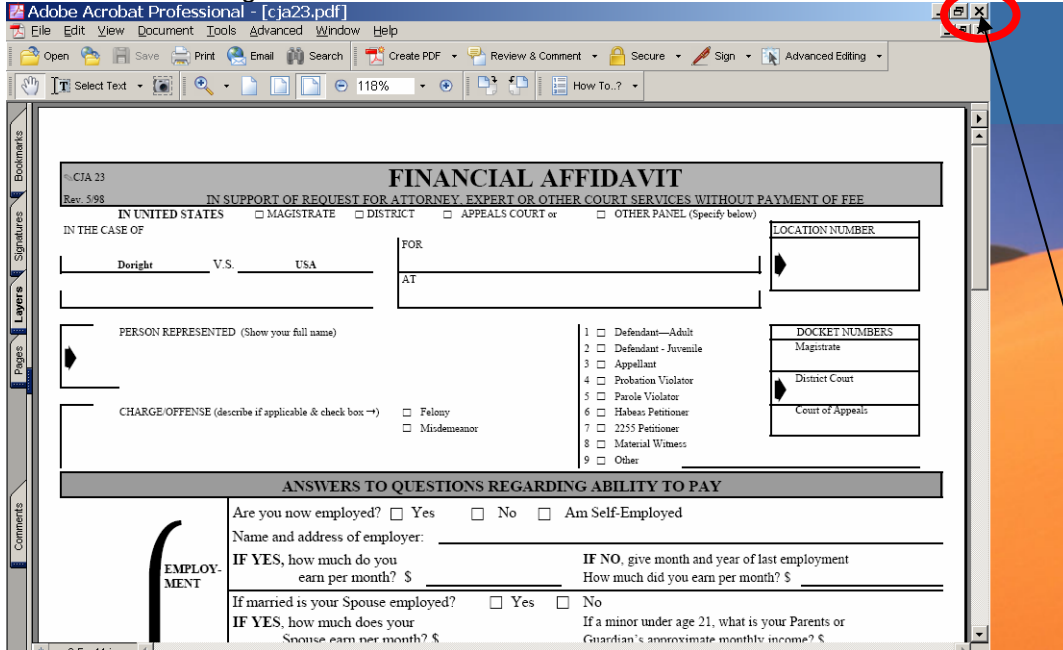 Adobe Acrobat Professional - [cja23.pdf]
File Edit View Document Tools Advanced Window Help
Open Save Print Email Search Create PDF Review & Comment Secure Sign Advanced Editing
Select Text 118% How To..?
Bookmarks
Signatures
Layers
Pages
Comments
CJA 23
FINANCIAL AFFIDAVIT
Rev. 5/98 IN SUPPORT OF REQUEST FOR ATTORNEY, EXPERT OR OTHER COURT SERVICES WITHOUT PAYMENT OF FEE
IN UNITED STATES □ MAGISTRATE □ DISTRICT □ APPEALS COURT or □ OTHER PANEL (Specify below)
IN THE CASE OF
LOCATION NUMBER
FOR
Doright V.S. USA
AT
PERSON REPRESENTED (Show your full name)
1 □ Defendant—Adult
2 □ Defendant - Juvenile
3 □ Appellant
4 □ Probation Violator
5 □ Parole Violator
6 □ Habeas Petitioner
7 □ 2255 Petitioner
8 □ Material Witness
9 □ Other
DOCKET NUMBERS
Magistrate
District Court
Court of Appeals
CHARGE/OFFENSE (describe if applicable & check box →) □ Felony
□ Misdemeanor
ANSWERS TO QUESTIONS REGARDING ABILITY TO PAY
EMPLOY-
MENT
Are you now employed? □ Yes □ No □ Am Self-Employed
Name and address of employer:
IF YES, how much do you
earn per month? $
IF NO, give month and year of last employment
How much did you earn per month? $
If married is your Spouse employed? □ Yes □ No
IF YES, how much does your
Spouse earn per month? $
If a minor under age 21, what is your Parents or
Guardian's approximate monthly income? $